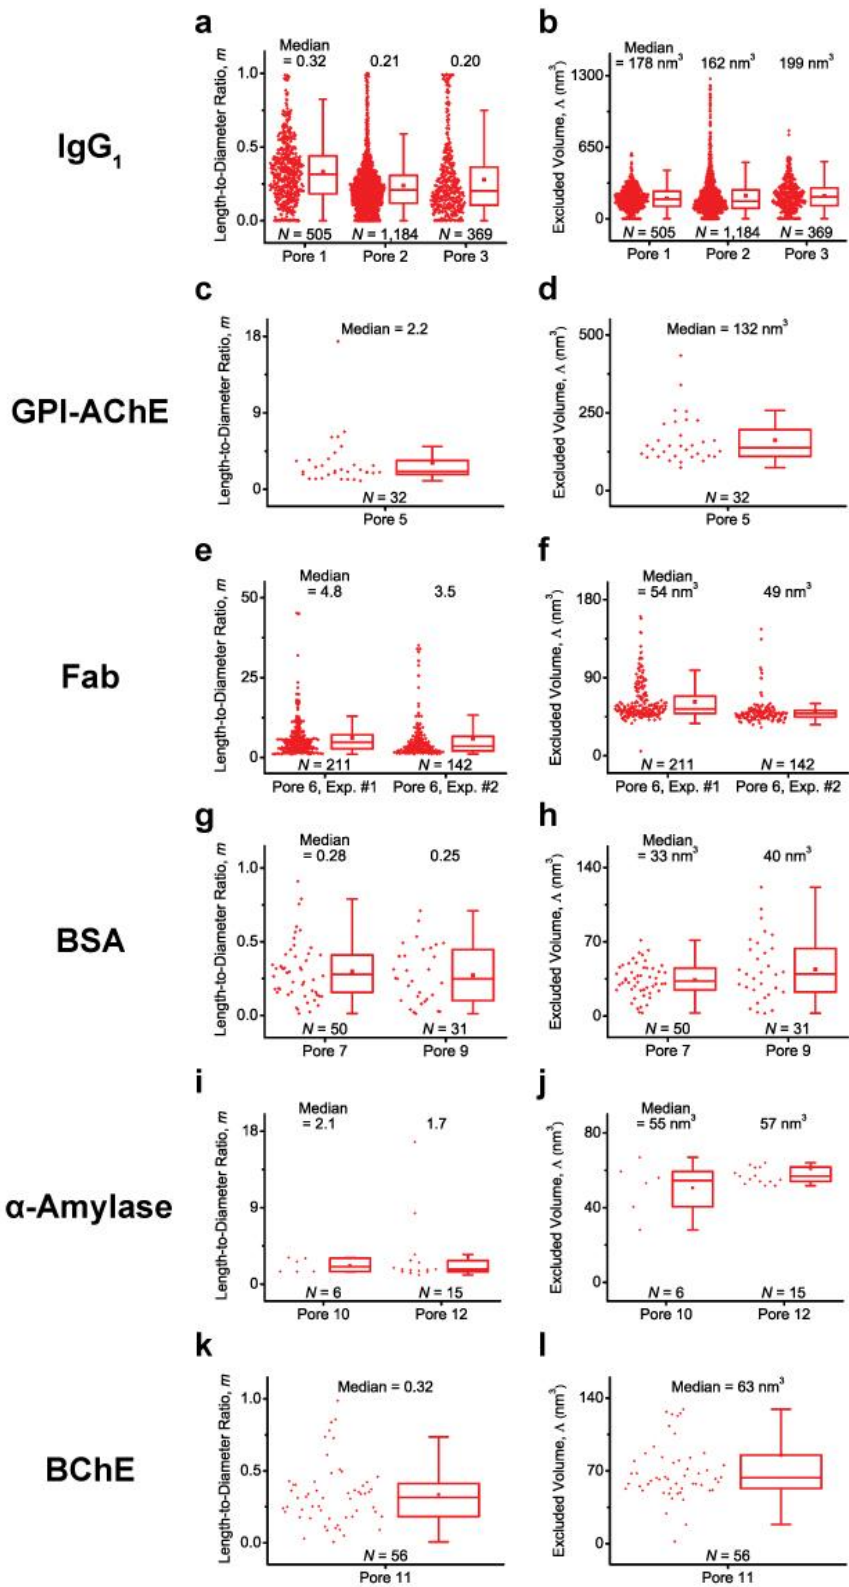 a
b
Median
= 0.32 0.21 0.20
Median
= 178 nm³ 162 nm³ 199 nm³
IgG₁
Length-to-Diameter Ratio, m
1.0
0.5
0.0
N = 505 N = 1,184 N = 369
Pore 1 Pore 2 Pore 3
Excluded Volume, Λ (nm³)
1300
650
0
N = 505 N = 1,184 N = 369
Pore 1 Pore 2 Pore 3
c
d
GPI-AChE
Length-to-Diameter Ratio, m
Median = 2.2
18
9
0
N = 32
Pore 5
Excluded Volume, Λ (nm³)
Median = 132 nm³
500
250
0
N = 32
Pore 5
e
f
Fab
Length-to-Diameter Ratio, m
Median
= 4.8 3.5
50
25
0
N = 211 N = 142
Pore 6, Exp. #1 Pore 6, Exp. #2
Excluded Volume, Λ (nm³)
Median
= 54 nm³ 49 nm³
180
90
0
N = 211 N = 142
Pore 6, Exp. #1 Pore 6, Exp. #2
g
h
BSA
Length-to-Diameter Ratio, m
Median
= 0.28 0.25
1.0
0.5
0.0
N = 50 N = 31
Pore 7 Pore 9
Excluded Volume, Λ (nm³)
Median
= 33 nm³ 40 nm³
140
70
0
N = 50 N = 31
Pore 7 Pore 9
i
j
α-Amylase
Length-to-Diameter Ratio, m
Median
= 2.1 1.7
18
9
0
N = 6 N = 15
Pore 10 Pore 12
Excluded Volume, Λ (nm³)
Median
= 55 nm³ 57 nm³
80
40
0
N = 6 N = 15
Pore 10 Pore 12
k
l
BChE
Length-to-Diameter Ratio, m
Median = 0.32
1.0
0.5
0.0
N = 56
Pore 11
Excluded Volume, Λ (nm³)
Median = 63 nm³
140
70
0
N = 56
Pore 11